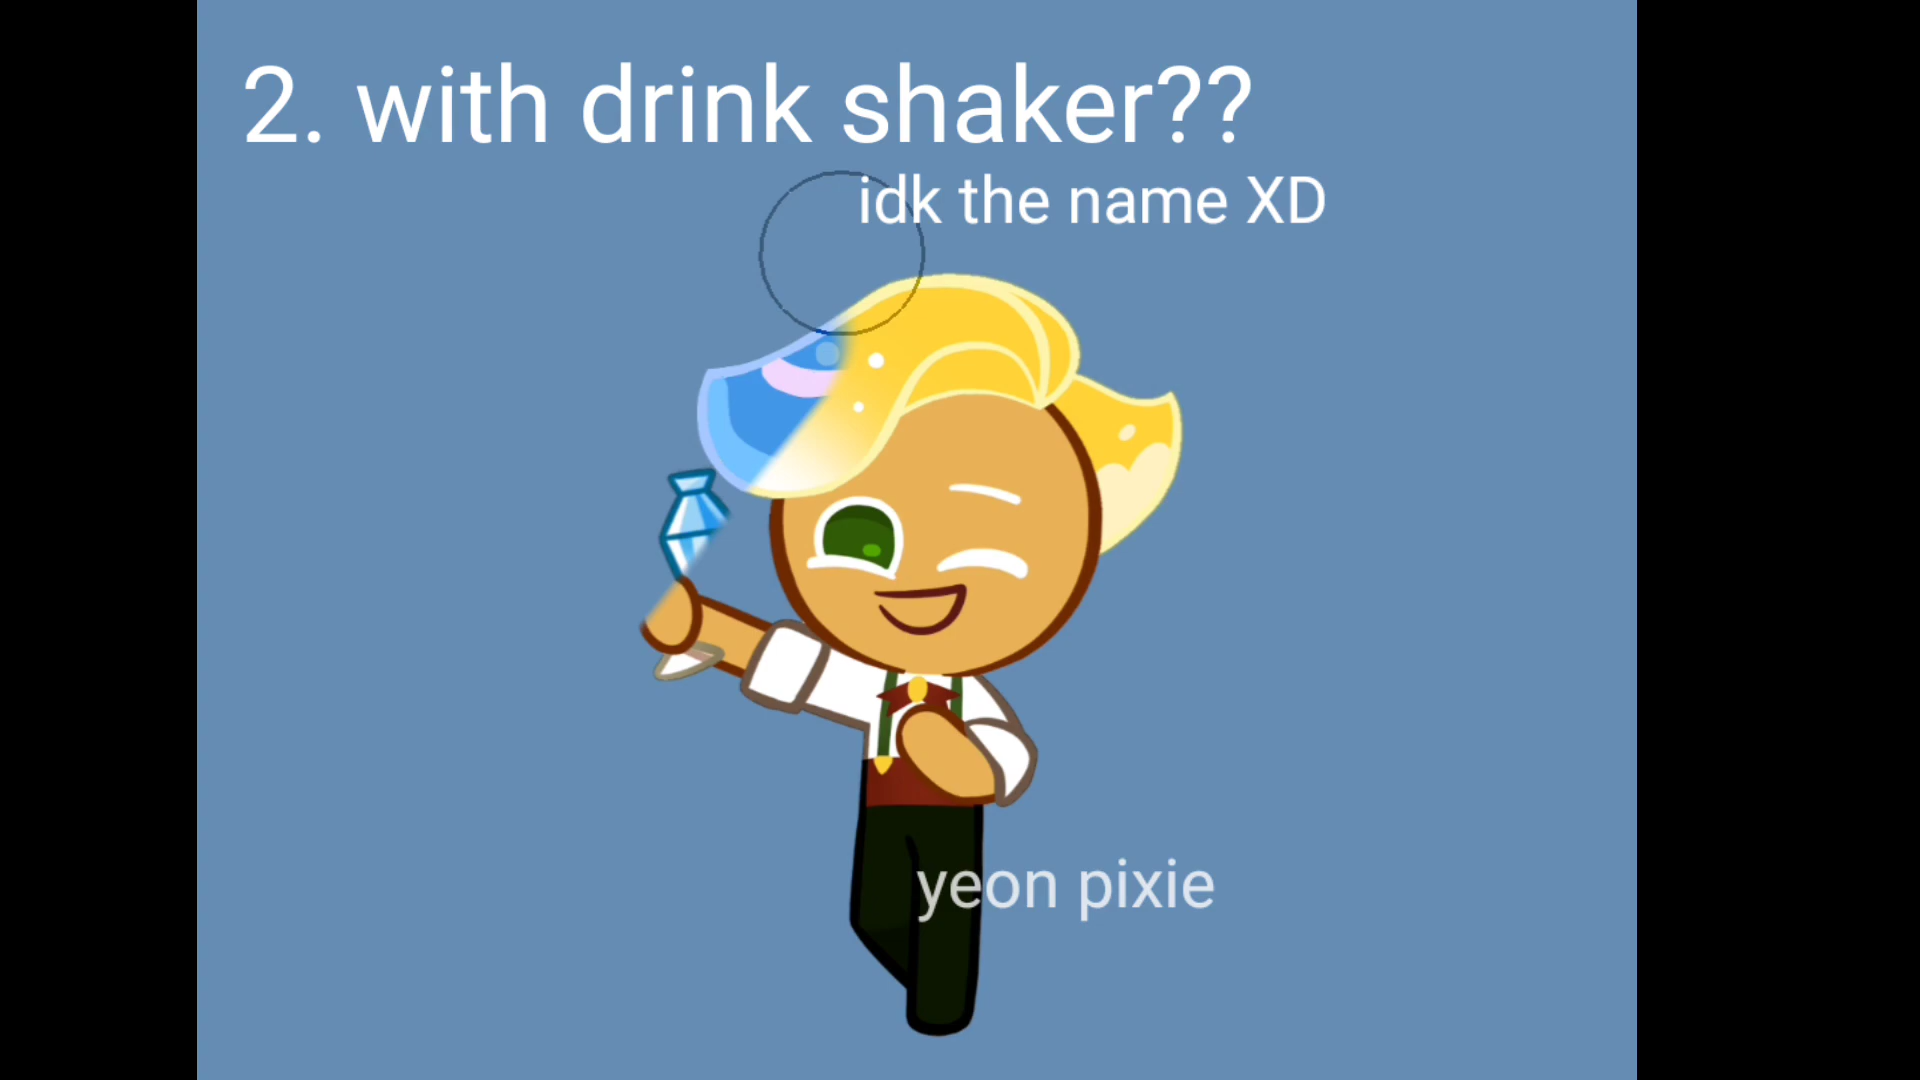 2. with drink shaker??
idk the name XD
yeon pixie